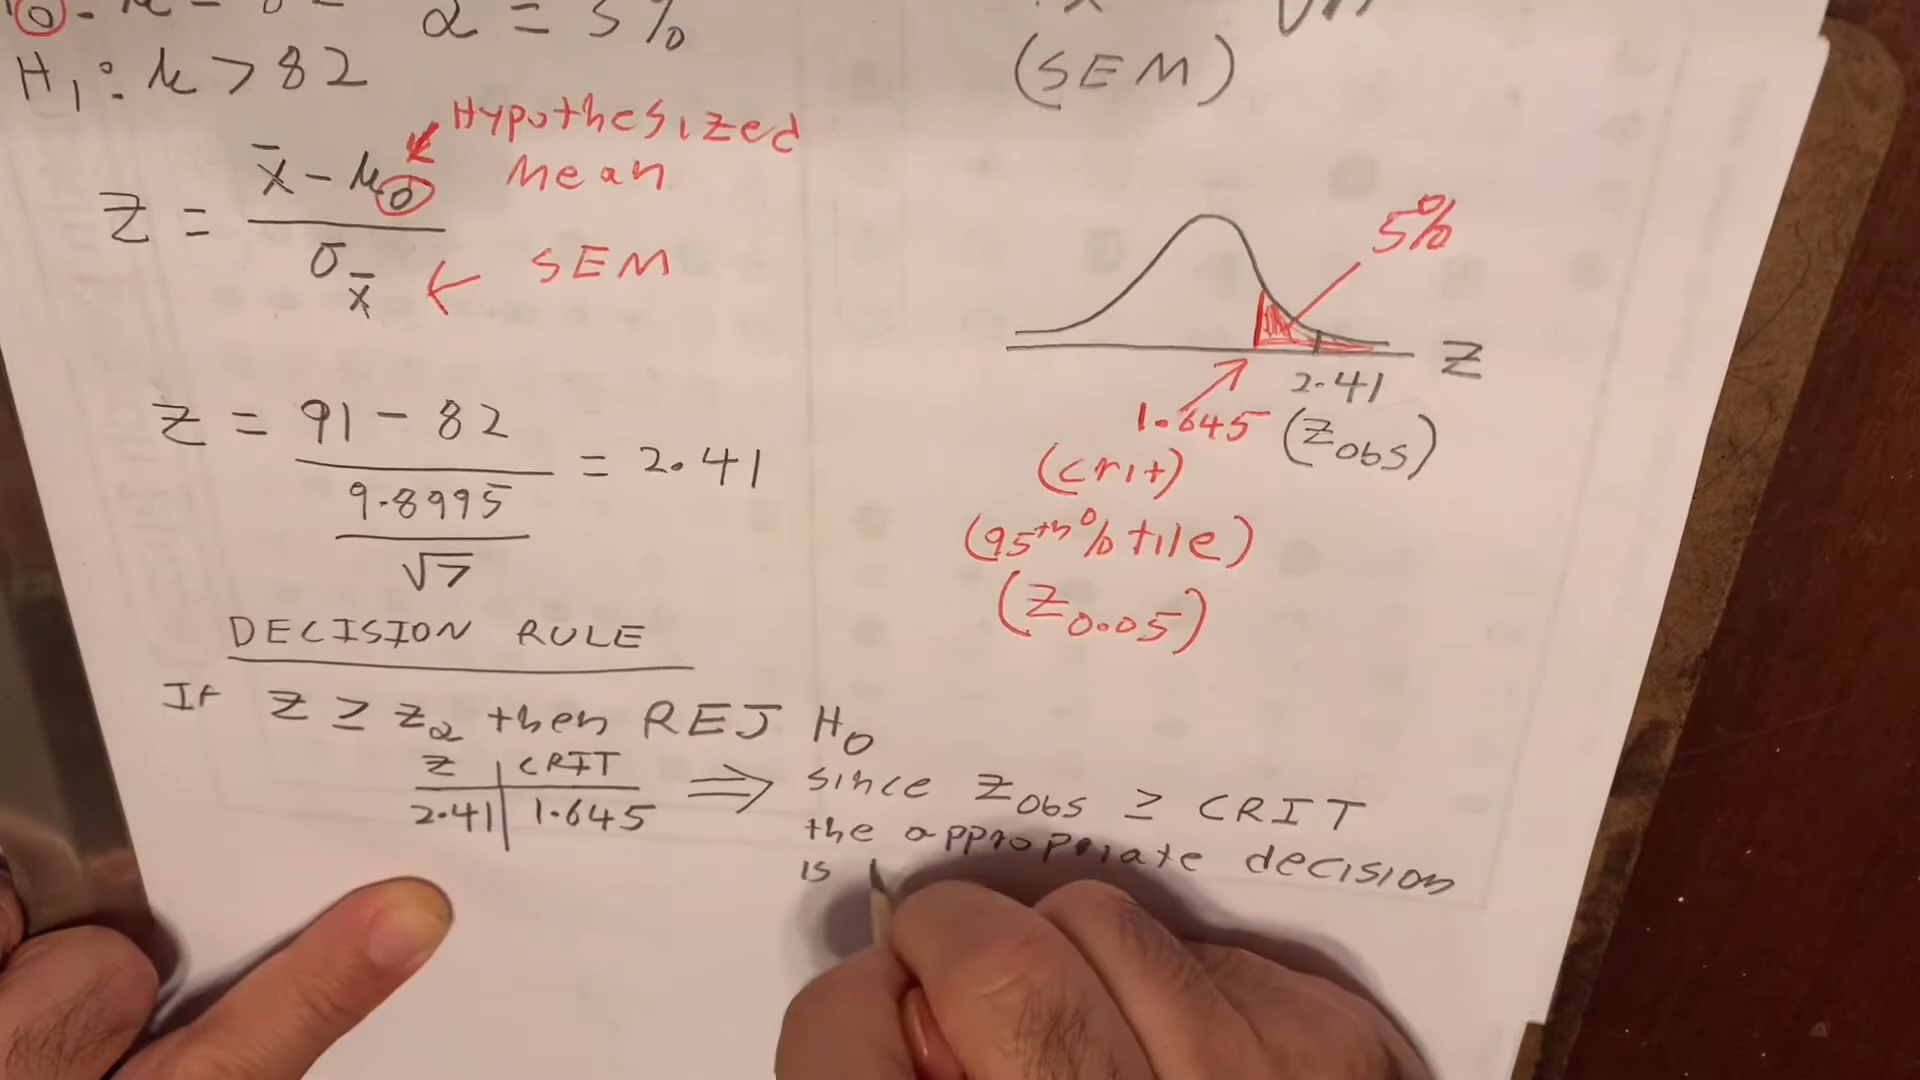 α = 5%
H₁: μ > 82
(SEM)
Hypothesized
Mean
Z = (x̄ - μ₀) / σx̄
← SEM
5%
Z
2.41
(Zobs)
1.645
(crit)
(95th %tile)
(Z0.05)
Z = (91 - 82) / (9.8995 / √7) = 2.41
DECISION RULE
If Z ≥ Zα then REJ H₀
Z | CRIT
2.41 | 1.645
⟹ since Zobs ≥ CRIT
the appropriate decision
is